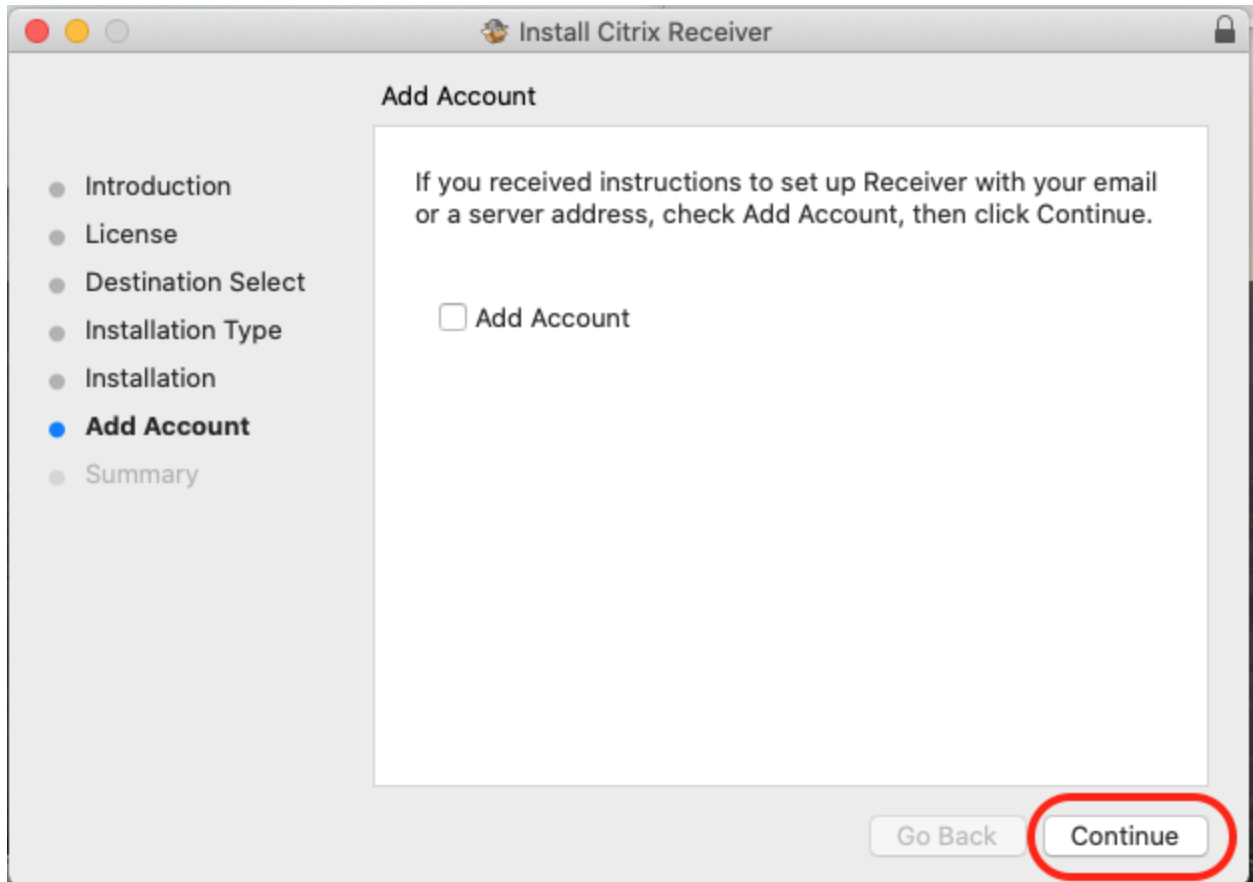 Install Citrix Receiver
Add Account
Introduction
License
Destination Select
Installation Type
Installation
Add Account
Summary
If you received instructions to set up Receiver with your email
or a server address, check Add Account, then click Continue.
Add Account
Go Back
Continue